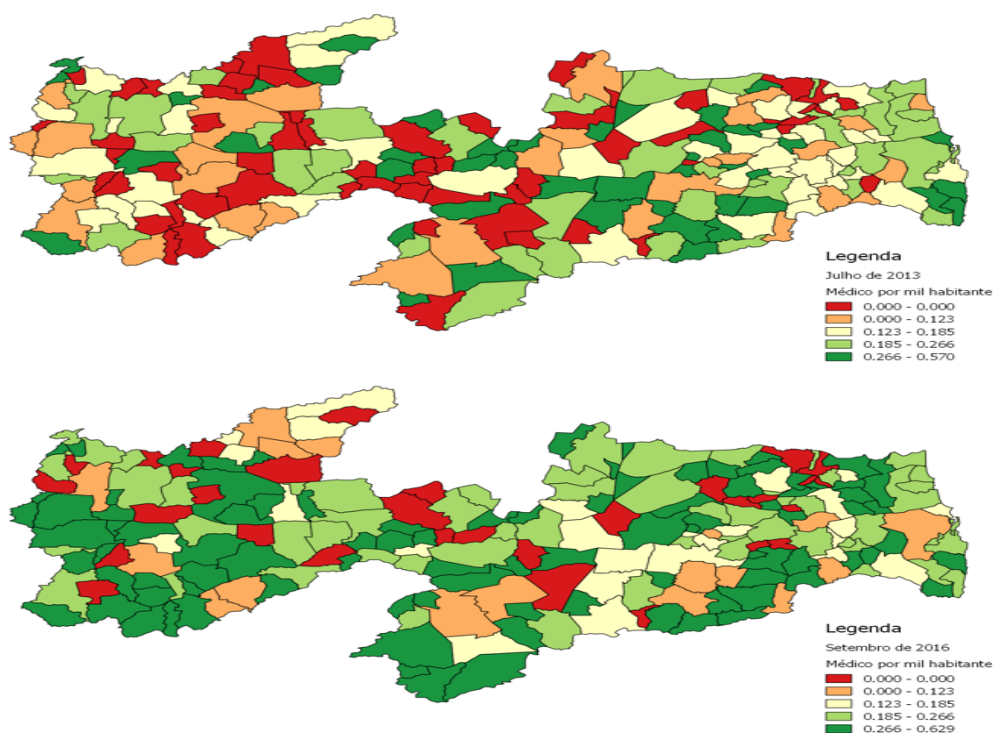 Legenda
Julho de 2013
Médico por mil habitante
0.000 - 0.000
0.000 - 0.123
0.123 - 0.185
0.185 - 0.266
0.266 - 0.570
Legenda
Setembro de 2016
Médico por mil habitante
0.000 - 0.000
0.000 - 0.123
0.123 - 0.185
0.185 - 0.266
0.266 - 0.629